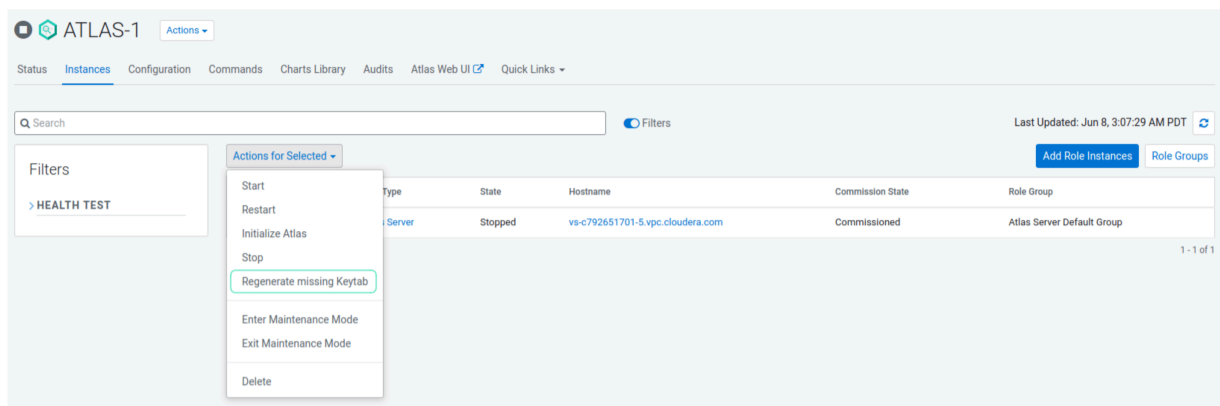 ATLAS-1 Actions
Status Instances Configuration Commands Charts Library Audits Atlas Web UI Quick Links
Search Filters Last Updated: Jun 8, 3:07:29 AM PDT
Filters
HEALTH TEST
Actions for Selected Add Role Instances Role Groups
Type State Hostname Commission State Role Group
Server Stopped vs-c792651701-5.vpc.cloudera.com Commissioned Atlas Server Default Group
1 - 1 of 1
Start
Restart
Initialize Atlas
Stop
Regenerate missing Keytab
Enter Maintenance Mode
Exit Maintenance Mode
Delete